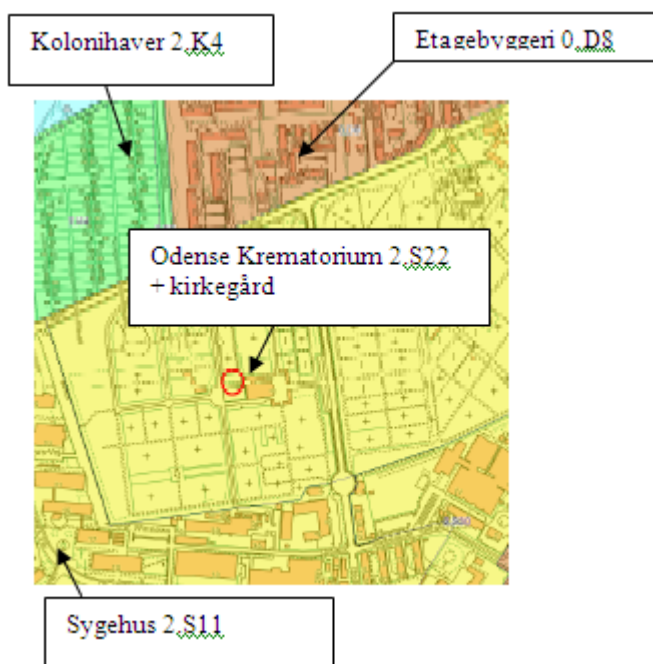 Kolonihaver 2.K4
Etagebyggeri 0.D8
Odense Krematorium 2.S22
+ kirkegård
Sygehus 2.S11